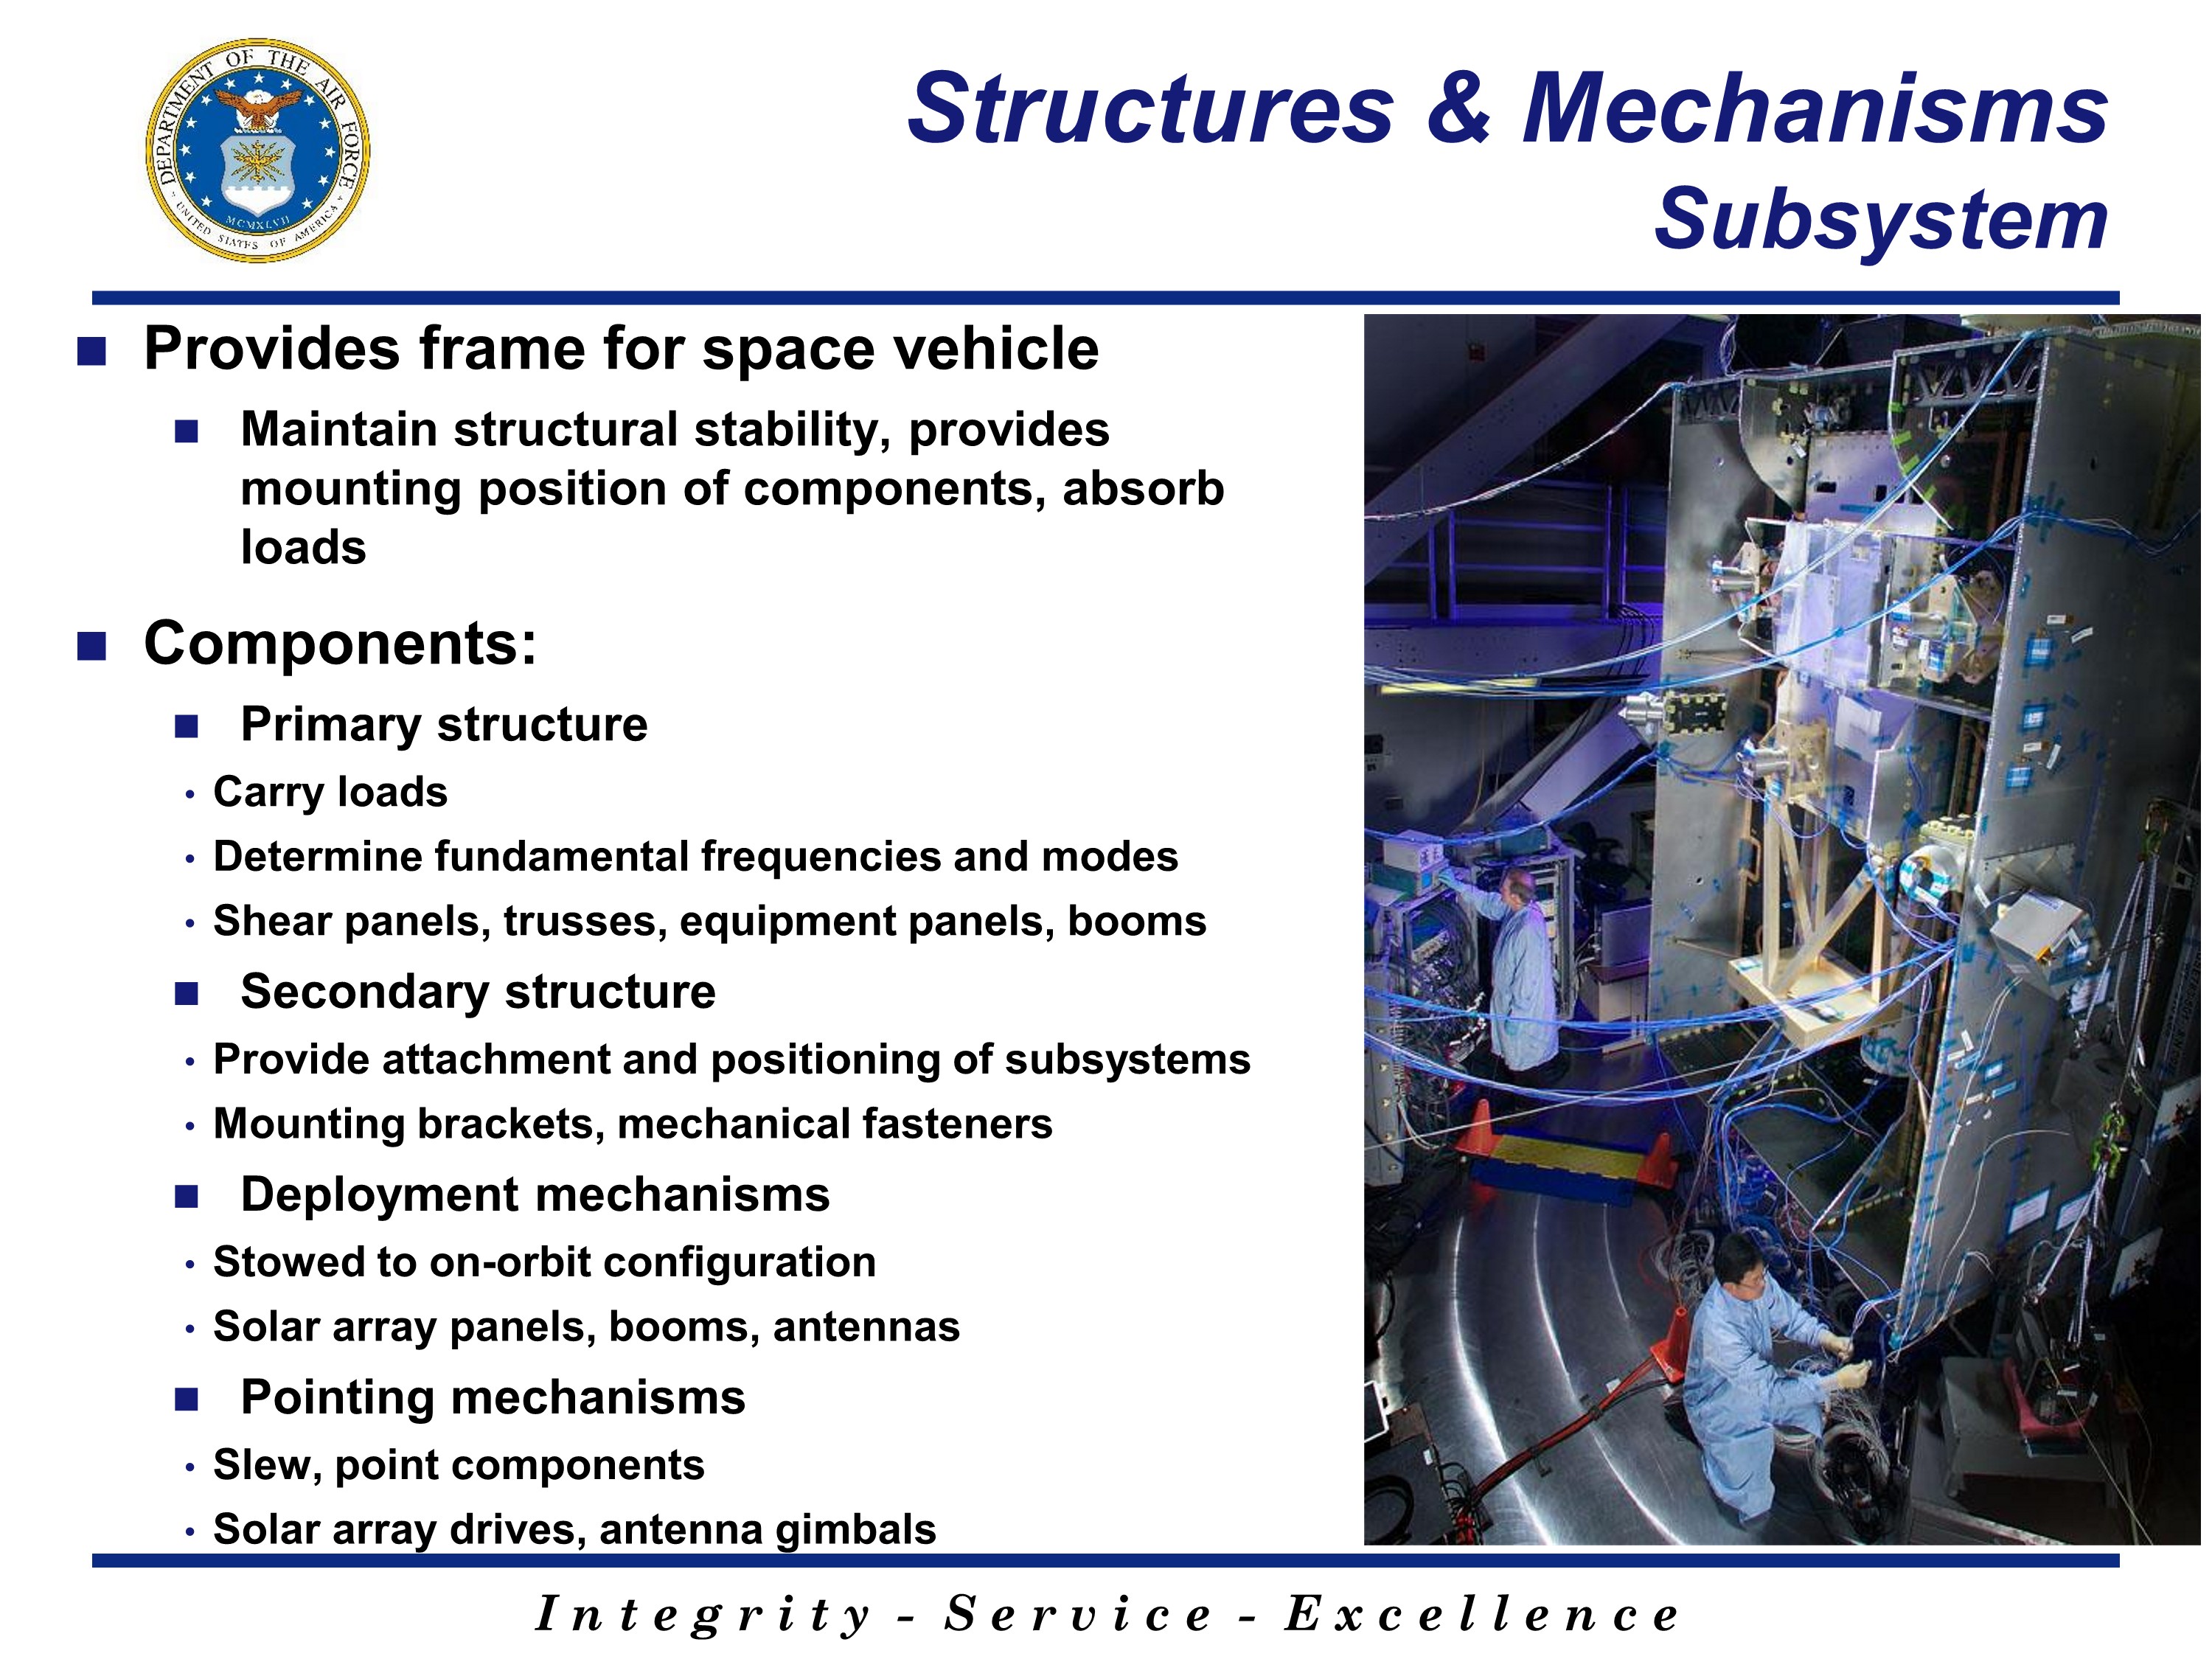 DEPARTMENT OF THE AIR FORCE
MCMXLVII
UNITED STATES OF AMERICA
Structures & Mechanisms
Subsystem
Provides frame for space vehicle
Maintain structural stability, provides
mounting position of components, absorb
loads
Components:
Primary structure
Carry loads
Determine fundamental frequencies and modes
Shear panels, trusses, equipment panels, booms
Secondary structure
Provide attachment and positioning of subsystems
Mounting brackets, mechanical fasteners
Deployment mechanisms
Stowed to on-orbit configuration
Solar array panels, booms, antennas
Pointing mechanisms
Slew, point components
Solar array drives, antenna gimbals
Integrity - Service - Excellence